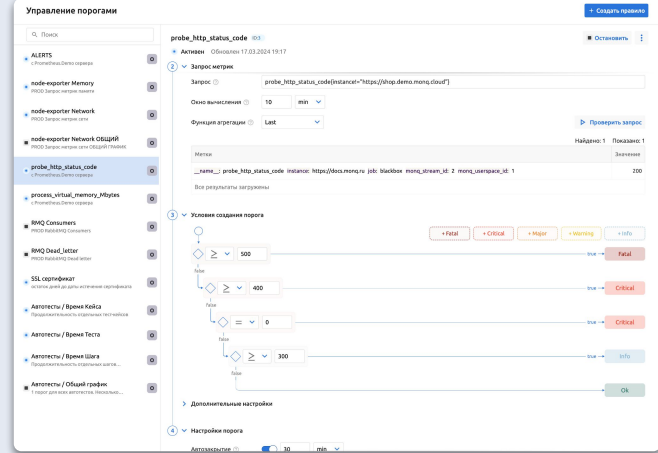 Управление порогами
+ Создать правило
Поиск
ALERTS
c.Prometheus.Demo сервера
node-exporter Memory
PROD Запрос метрик памяти
node-exporter Network
PROD Запрос метрик сети
node-exporter Network ОБЩИЙ
PROD Запрос метрик сети ОБЩИЙ ГРАФИК
probe_http_status_code
c.Prometheus.Демо сервера
process_virtual_memory_Mbytes
c.Prometheus.Демо сервера
RMQ Consumers
PROD RabbitMQ Consumers
RMQ Dead_letter
PROD RabbitMQ Dead letter
SSL сертификат
остаток дней до даты истечения сертификата
Автотесты / Время Кейса
Продолжительность отдельных тест-кейсов
Автотесты / Время Теста
Автотесты / Время Шага
Продолжительность отдельных шагов...
Автотесты / Общий график
1 порог для всех автотестов. Несколько...
probe_http_status_code
Остановить
Активен Обновлен 17.03.2024 19:17
2 Запрос метрик
Запрос probe_http_status_code{instance!="https://shop.demo.monq.cloud"}
Окно вычисления 10 min
Функция агрегации Last
Проверить запрос
Найдено: 1 Показано: 1
Метки Значение
__name__: probe_http_status_code instance: https://docs.monq.ru job: blackbox monq_stream_id: 2 monq_userspace_id: 1 200
Все результаты загружены
3 Условия создания порога
+ Fatal + Critical + Major + Warning + Info
≥ 500 true Fatal
false
≥ 400 true Critical
false
= 0 true Critical
false
≥ 300 true Info
false
Ok
Дополнительные настройки
4 Настройки порога
Автозакрытие 30 min